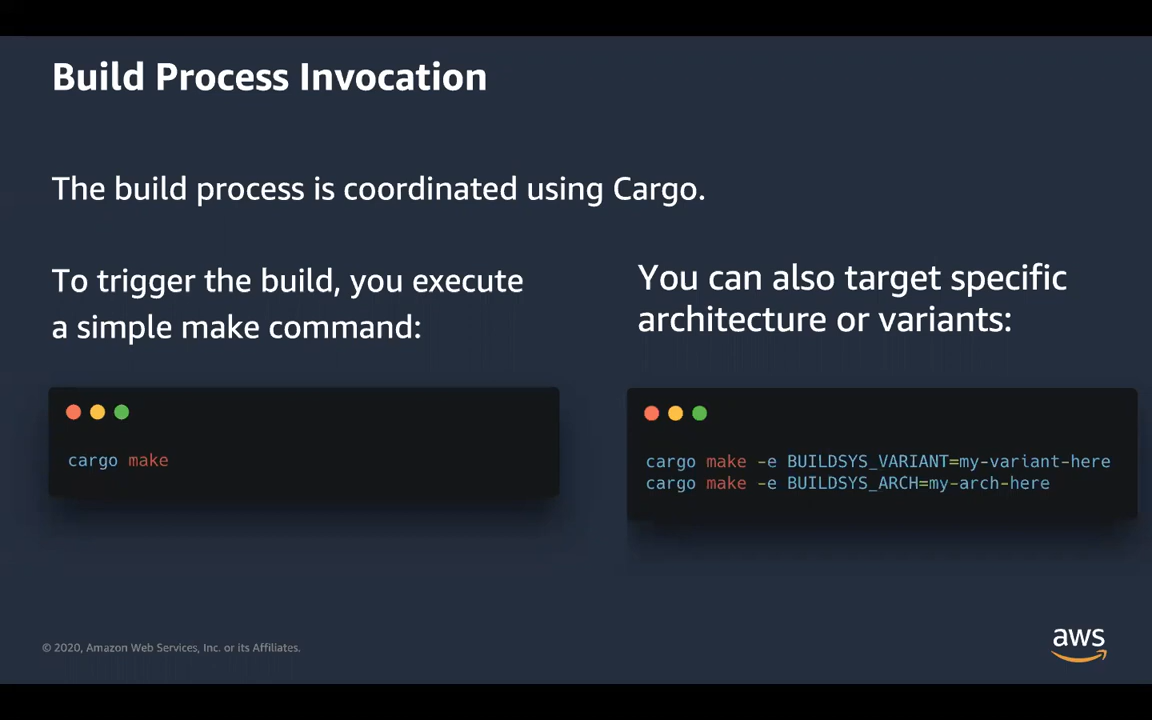 Build Process Invocation
The build process is coordinated using Cargo.
To trigger the build, you execute
a simple make command:
cargo make
You can also target specific
architecture or variants:
cargo make -e BUILDSYS_VARIANT=my-variant-here
cargo make -e BUILDSYS_ARCH=my-arch-here
© 2020, Amazon Web Services, Inc. or its Affiliates.
aws